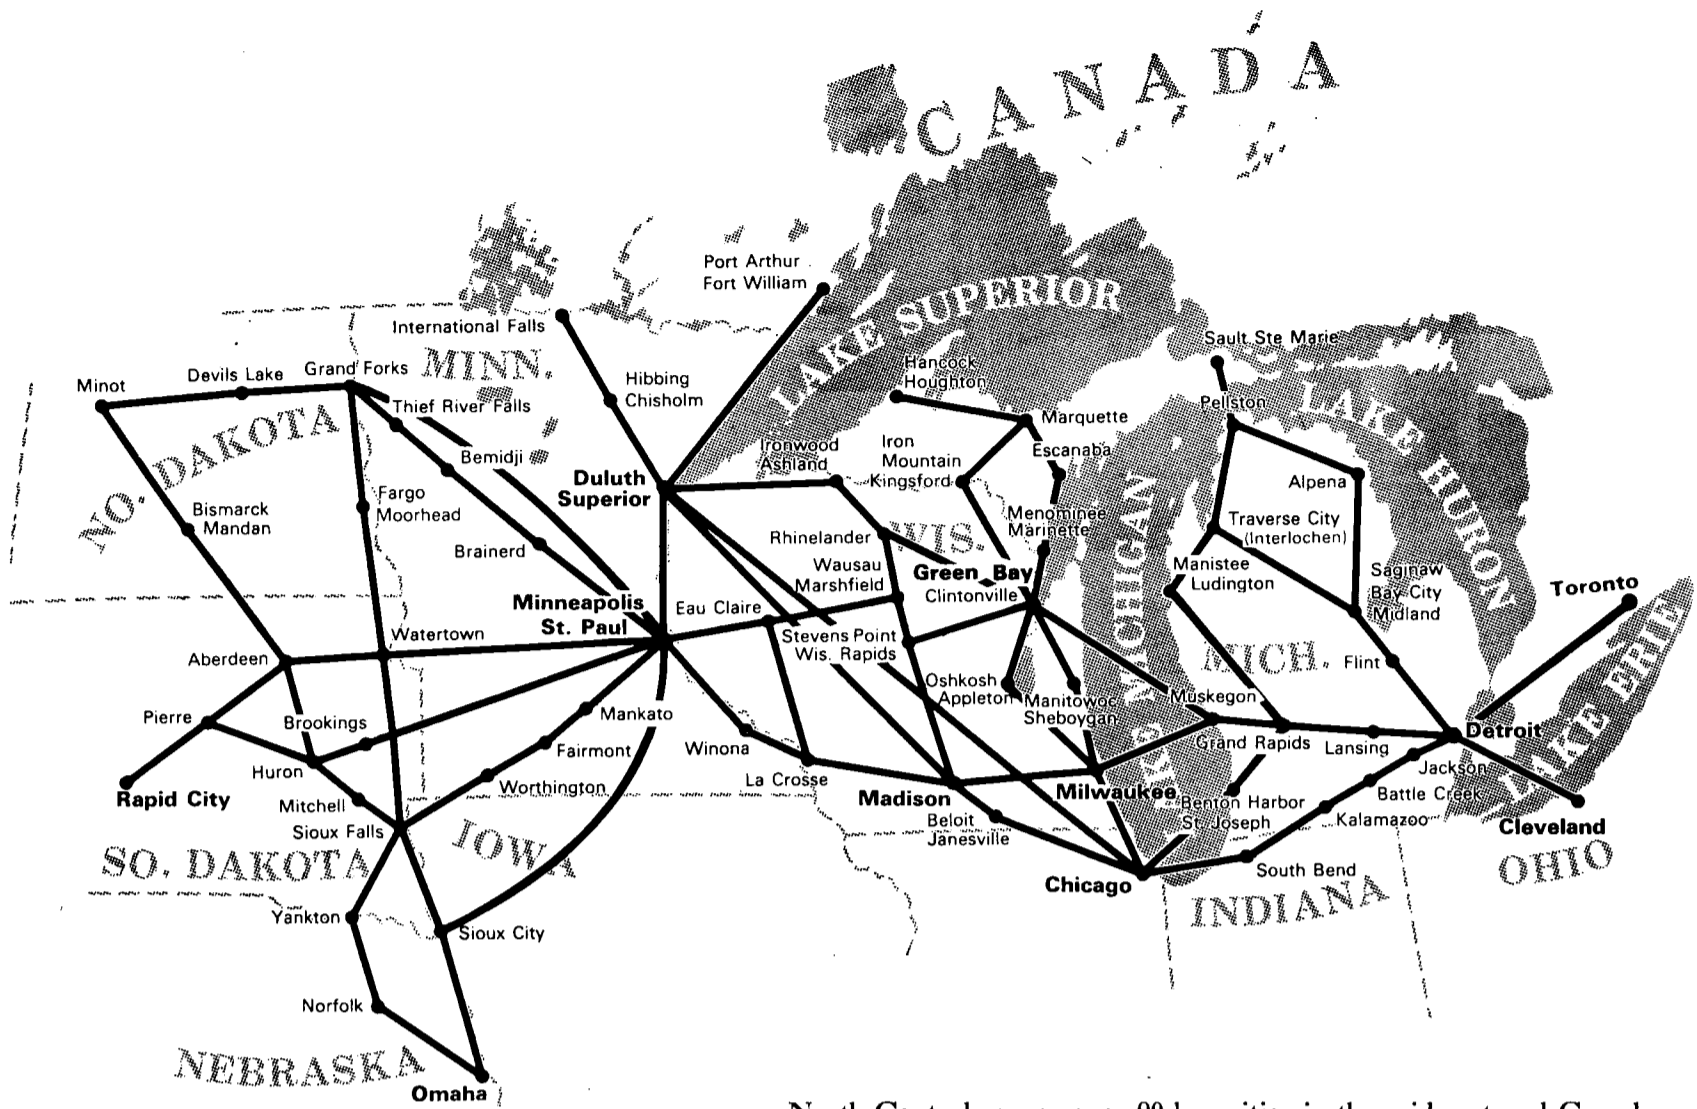 CANADA
Port Arthur
Fort William
LAKE SUPERIOR
International Falls
MINN.
Sault Ste Marie
Hancock
Houghton
Devils Lake
Grand Forks
Minot
Hibbing
Chisholm
Thief River Falls
Pellston
LAKE HURON
Marquette
NO. DAKOTA
Bemidji
Ironwood
Ashland
Iron
Mountain
Kingsford
Escanaba
Duluth
Superior
Alpena
Fargo
Moorhead
Bismarck
Mandan
Menominee
Marinette
Traverse City
(Interlochen)
Brainerd
Rhinelander
WIS.
LAKE MICHIGAN
Wausau
Marshfield
Green Bay
Clintonville
Manistee
Ludington
Saginaw
Bay City
Midland
Toronto
Minneapolis
St. Paul
Eau Claire
Watertown
Stevens Point
Wis. Rapids
MICH.
LAKE ERIE
Aberdeen
Flint
Oshkosh
Appleton
Manitowoc
Sheboygan
Muskegon
Pierre
Brookings
Mankato
Winona
Grand Rapids
Lansing
Detroit
Fairmont
Huron
La Crosse
Jackson
Rapid City
Mitchell
Worthington
Madison
Milwaukee
Benton Harbor
St. Joseph
Battle Creek
Kalamazoo
Cleveland
Sioux Falls
IOWA
Beloit
Janesville
SO. DAKOTA
Chicago
South Bend
OHIO
INDIANA
Yankton
Sioux City
Norfolk
NEBRASKA
Omaha